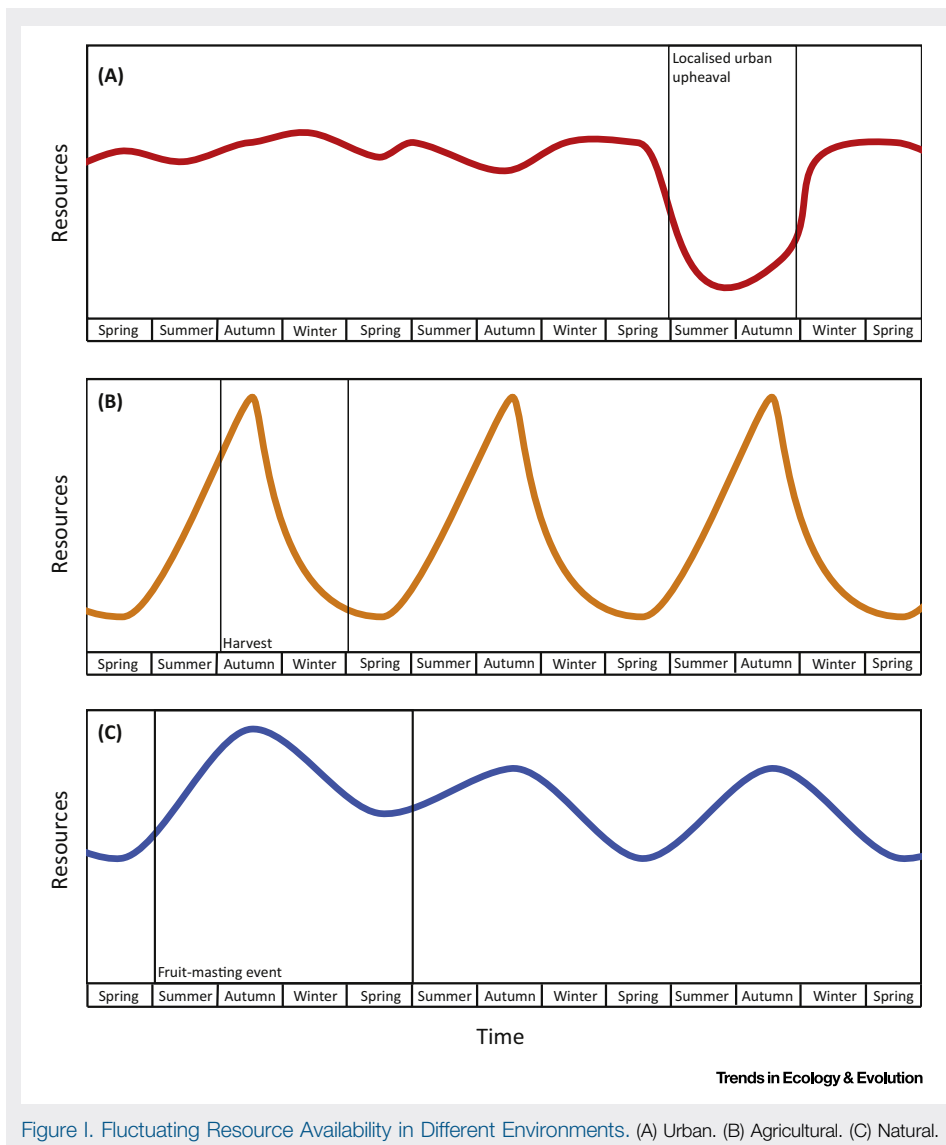 (A)
Localised urban
upheaval
Resources
Spring Summer Autumn Winter Spring Summer Autumn Winter Spring Summer Autumn Winter Spring
(B)
Resources
Harvest
Spring Summer Autumn Winter Spring Summer Autumn Winter Spring Summer Autumn Winter Spring
(C)
Resources
Fruit-masting event
Spring Summer Autumn Winter Spring Summer Autumn Winter Spring Summer Autumn Winter Spring
Time
Trends in Ecology & Evolution
Figure I. Fluctuating Resource Availability in Different Environments. (A) Urban. (B) Agricultural. (C) Natural.